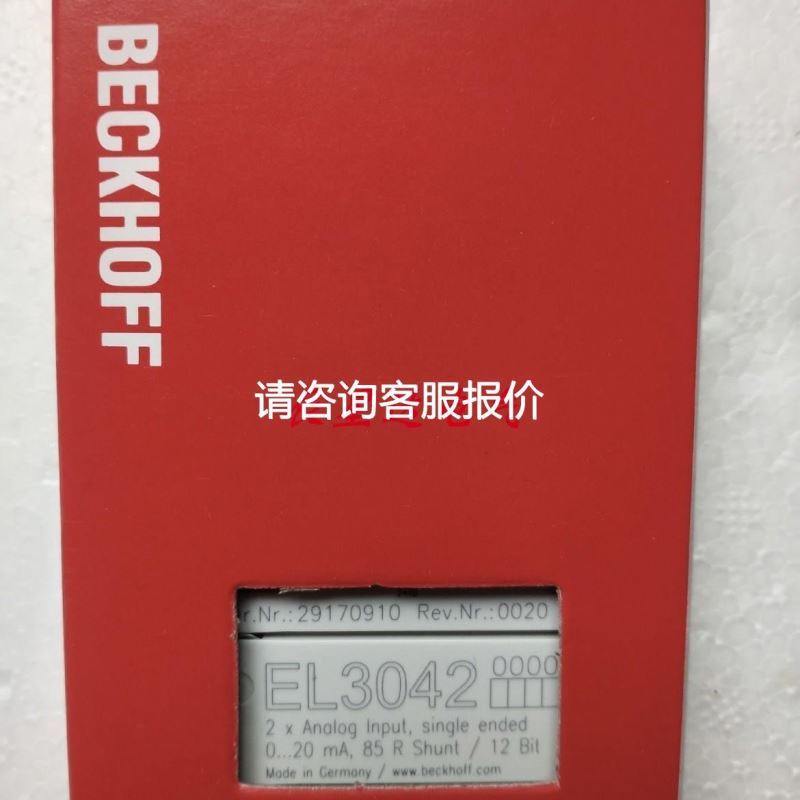 BECKHOFF
请咨询客服报价
r.Nr.:29170910 Rev.Nr.:0020
EL3042 0000
2 x Analog Input, single ended
0...20 mA, 85 R Shunt / 12 Bit
Made in Germany / www.beckhoff.com